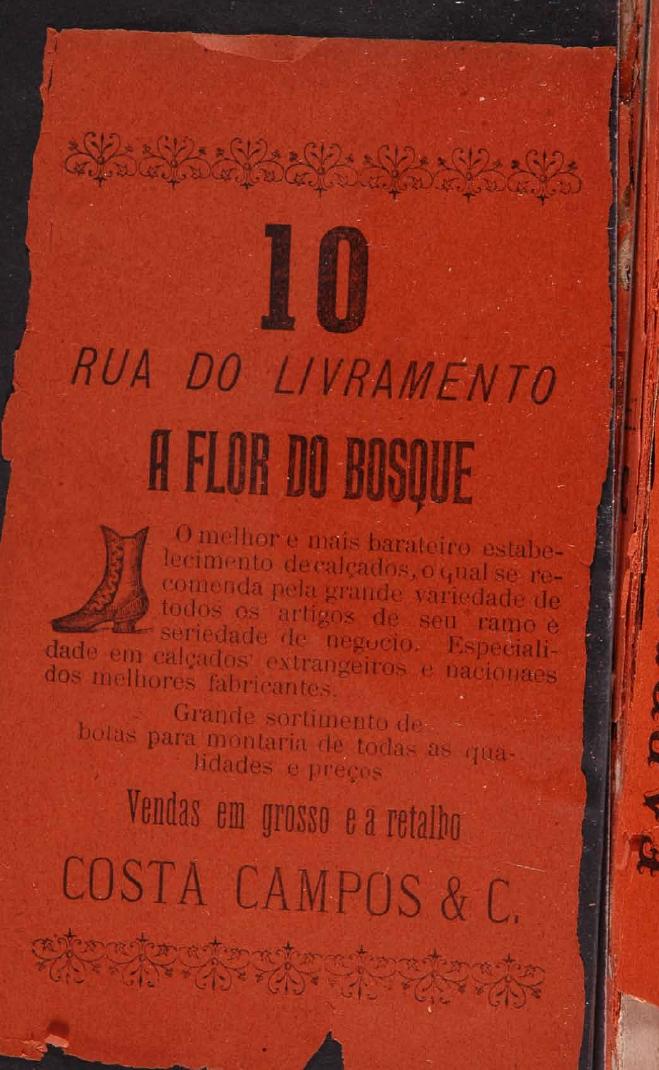 10
RUA DO LIVRAMENTO
A FLOR DO BOSQUE
O melhor e mais barateiro estabe-
lecimento de calçados, o qual se re-
comenda pela grande variedade de
todos os artigos de seu ramo e
seriedade de negocio. Especiali-
dade em calçados extrangeiros e nacionaes
dos melhores fabricantes.
Grande sortimento de
botas para montaria de todas as qua-
lidades e preços
Vendas em grosso e a retalho
COSTA CAMPOS & C.